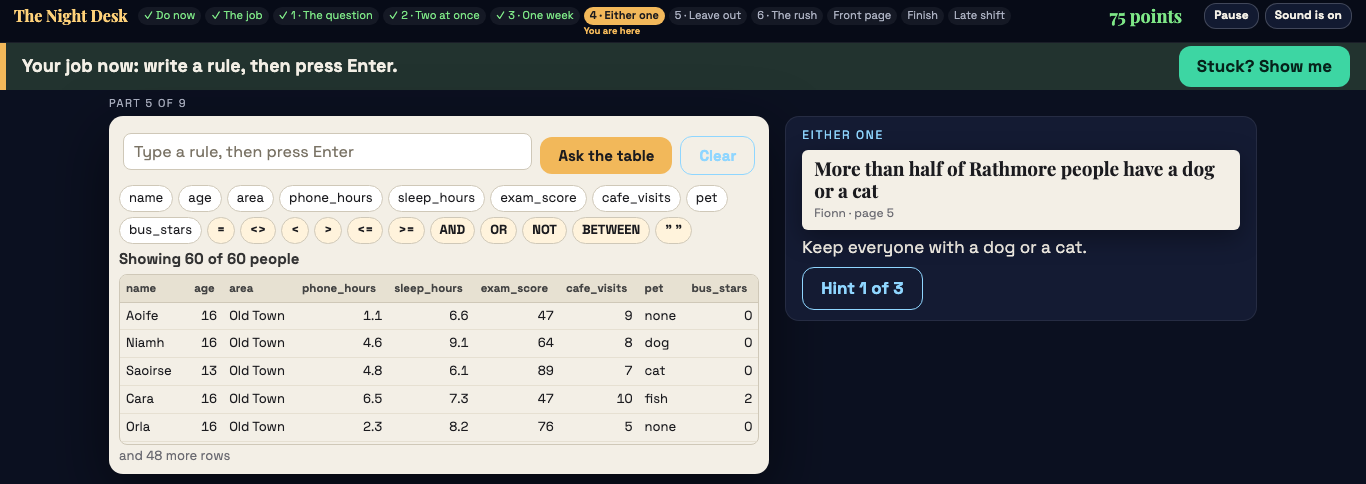 The Night Desk
✓ Do now
✓ The job
✓ 1 · The question
✓ 2 · Two at once
✓ 3 · One week
4 · Either one
5 · Leave out
6 · The rush
Front page
Finish
Late shift
75 points
Pause
Sound is on
You are here
Your job now: write a rule, then press Enter.
Stuck? Show me
PART 5 OF 9
Type a rule, then press Enter
Ask the table
Clear
name age area phone_hours sleep_hours exam_score cafe_visits pet
bus_stars = <> < > <= >= AND OR NOT BETWEEN " "
Showing 60 of 60 people
name age area phone_hours sleep_hours exam_score cafe_visits pet bus_stars
Aoife 16 Old Town 1.1 6.6 47 9 none 0
Niamh 16 Old Town 4.6 9.1 64 8 dog 0
Saoirse 13 Old Town 4.8 6.1 89 7 cat 0
Cara 16 Old Town 6.5 7.3 47 10 fish 2
Orla 16 Old Town 2.3 8.2 76 5 none 0
and 48 more rows
EITHER ONE
More than half of Rathmore people have a dog
or a cat
Fionn · page 5
Keep everyone with a dog or a cat.
Hint 1 of 3